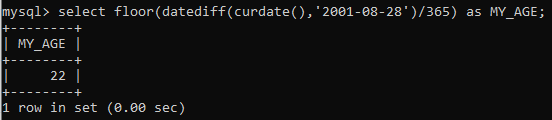 mysql> select floor(datediff(curdate(),'2001-08-28')/365) as MY_AGE;
+--------+
| MY_AGE |
+--------+
|     22 |
+--------+
1 row in set (0.00 sec)